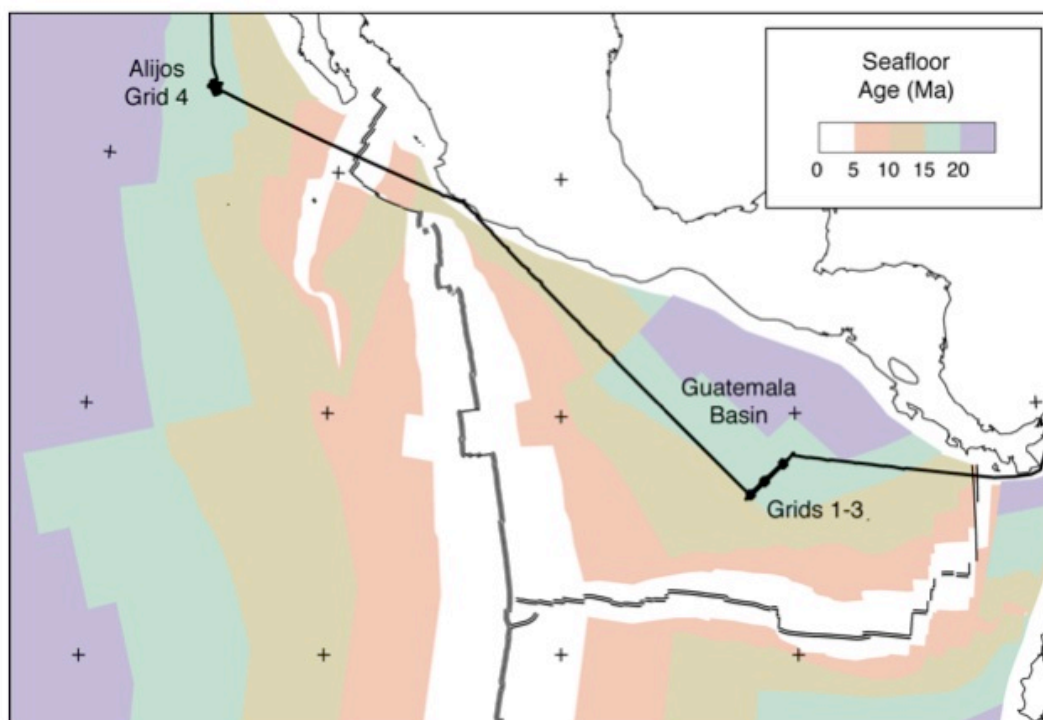 Alijos
Grid 4
Seafloor
Age (Ma)
0 5 10 15 20
Guatemala
Basin
Grids 1-3